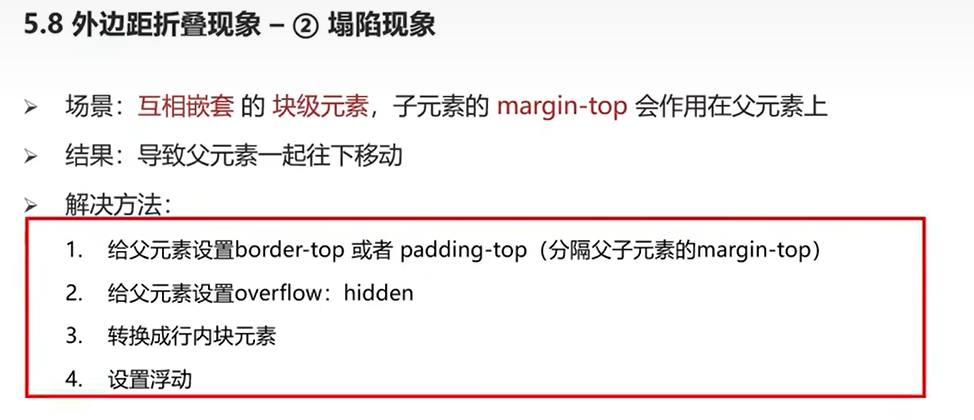 5.8 外边距折叠现象 – ② 塌陷现象
➢ 场景：互相嵌套 的 块级元素，子元素的 margin-top 会作用在父元素上
➢ 结果：导致父元素一起往下移动
➢ 解决方法：
1. 给父元素设置border-top 或者 padding-top（分隔父子元素的margin-top）
2. 给父元素设置overflow：hidden
3. 转换成行内块元素
4. 设置浮动